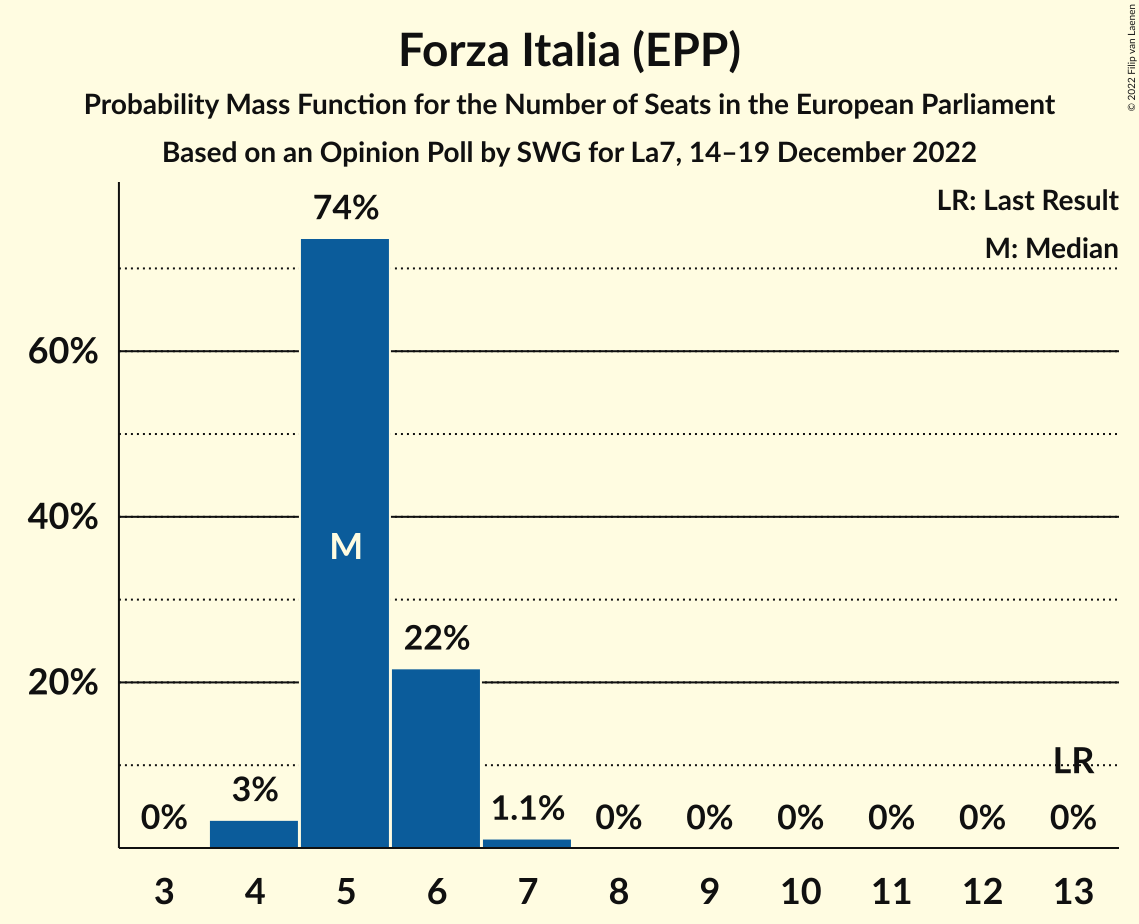 Forza Italia (EPP)
Probability Mass Function for the Number of Seats in the European Parliament
Based on an Opinion Poll by SWG for La7, 14–19 December 2022
© 2022 Filip van Laenen
LR: Last Result
M: Median
74%
60%
40%
M
22%
20%
LR
0% 3% 1.1% 0% 0% 0% 0% 0% 0%
3 4 5 6 7 8 9 10 11 12 13